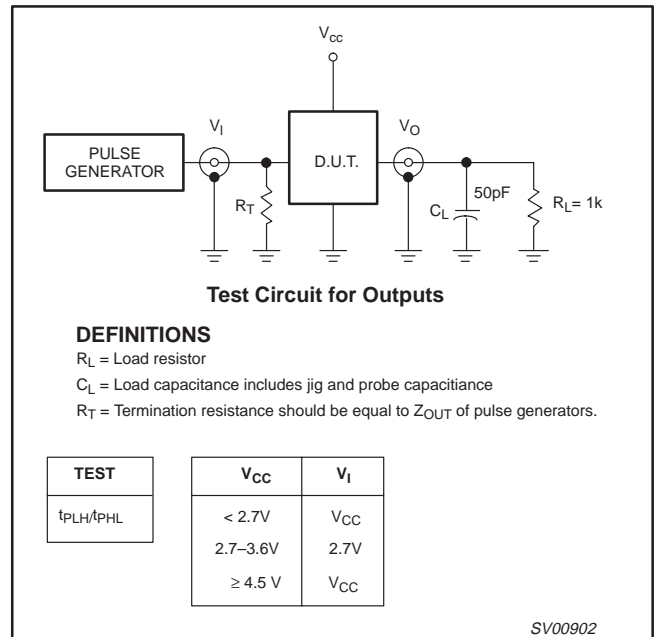 Vcc
PULSE GENERATOR
VI
D.U.T.
VO
RT
50pF
CL
RL= 1k
Test Circuit for Outputs
DEFINITIONS
RL = Load resistor
CL = Load capacitance includes jig and probe capacitiance
RT = Termination resistance should be equal to ZOUT of pulse generators.
TEST
tPLH/tPHL
VCC VI
< 2.7V VCC
2.7–3.6V 2.7V
≥ 4.5 V VCC
SV00902